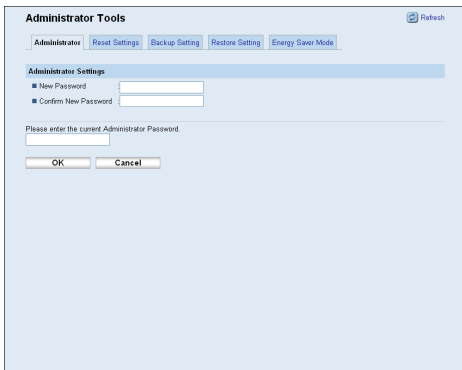 Administrator Tools Refresh
Administrator Reset Settings Backup Setting Restore Setting Energy Saver Mode
Administrator Settings
New Password :
Confirm New Password :
Please enter the current Administrator Password.
OK Cancel